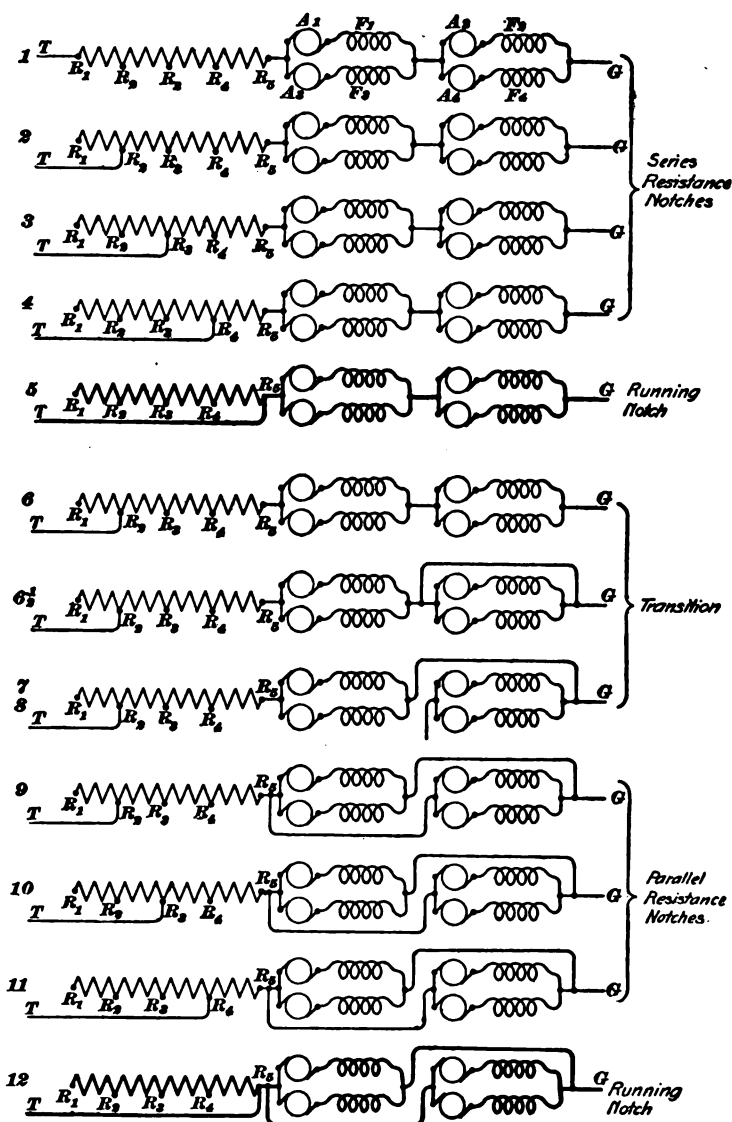 A1 F1 A2 F2
1 T R1 R2 R3 R4 R5 G
A3 F3 A4 F4
2 T R1 R2 R3 R4 R5 G
Series
Resistance
Notches
3 T R1 R2 R3 R4 R5 G
4 T R1 R2 R3 R4 R5 G
5 T R1 R2 R3 R4 R5 G Running
Notch
6 T R1 R2 R3 R4 R5 G
6½ T R1 R2 R3 R4 R5 G Transition
7
8 T R1 R2 R3 R4 R5 G
9 T R1 R2 R3 R4 R5 G
10 T R1 R2 R3 R4 R5 G
Parallel
Resistance
Notches.
11 T R1 R2 R3 R4 R5 G
12 T R1 R2 R3 R4 R5 G Running
Notch